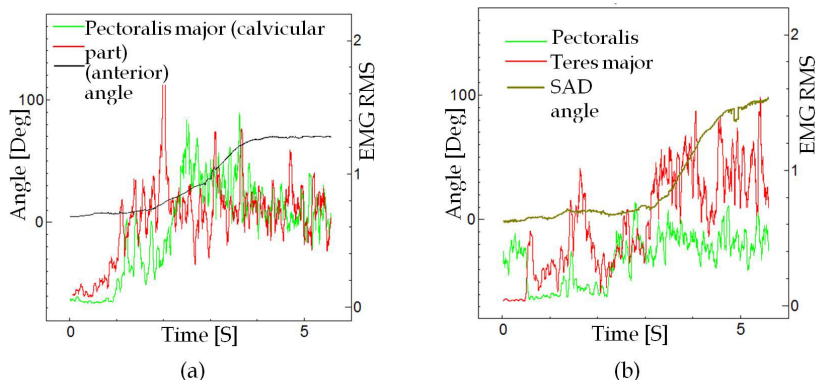 Pectoralis major (calvicular
part)
(anterior)
angle
2
1
0
100
0
Angle [Deg]
EMG RMS
0
5
Time [S]
(a)
Pectoralis
Teres major
SAD
angle
2
1
0
100
0
Angle [Deg]
EMG RMS
0
5
Time [S]
(b)